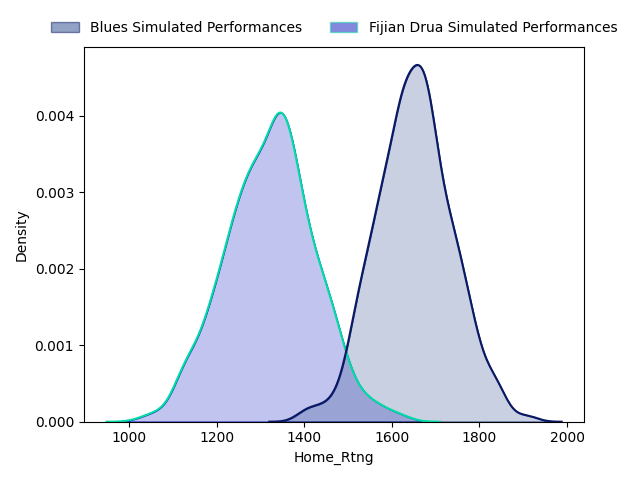 Blues Simulated Performances
Fijian Drua Simulated Performances
0.004
0.003
0.002
0.001
0.000
Density
1000
1200
1400
1600
1800
2000
Home_Rtng